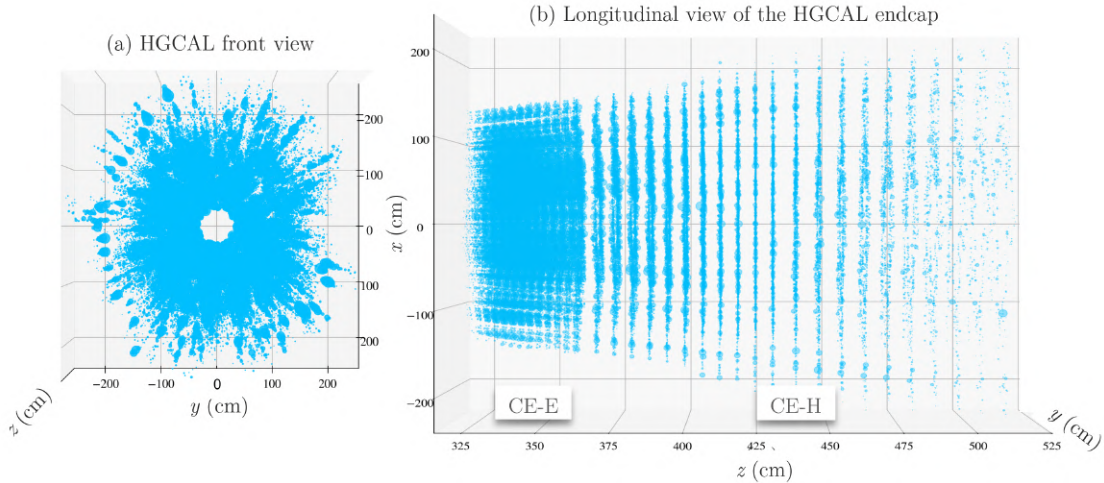 (a) HGCAL front view
200
100
0
100
200
−200
−100
0
100
200
y (cm)
z (cm)
(b) Longitudinal view of the HGCAL endcap
200
100
0
−100
−200
x (cm)
CE-E
CE-H
325
350
375
400
425
450
475
500
525
z (cm)
y (cm)